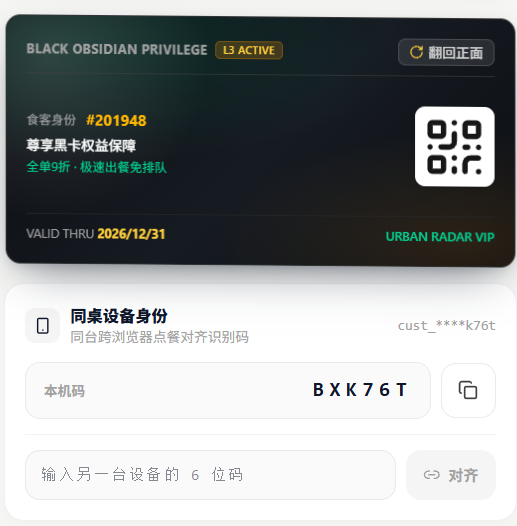 BLACK OBSIDIAN PRIVILEGE L3 ACTIVE 翻回正面
食客身份 #201948
尊享黑卡权益保障
全单9折 · 极速出餐免排队
VALID THRU 2026/12/31 URBAN RADAR VIP
同桌设备身份
同台跨浏览器点餐对齐识别码 cust_****k76t
本机码 BXK76T
输入另一台设备的 6 位码 对齐